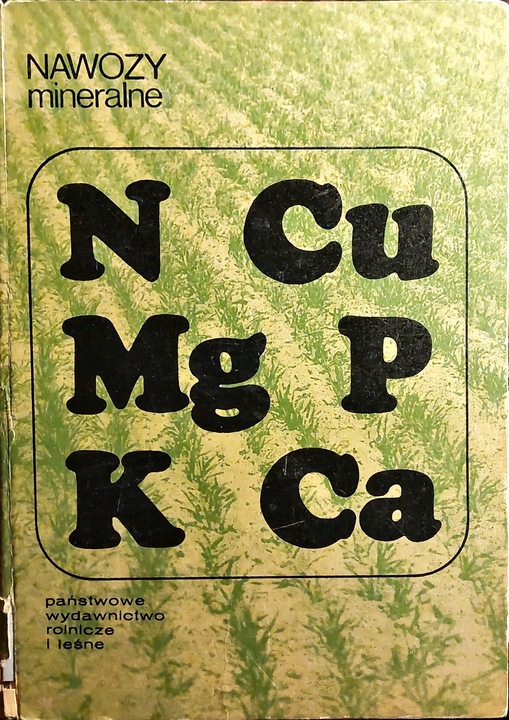 NAWOZY
mineralne
N Cu
Mg P
K Ca
państwowe
wydawnictwo
rolnicze
i leśne